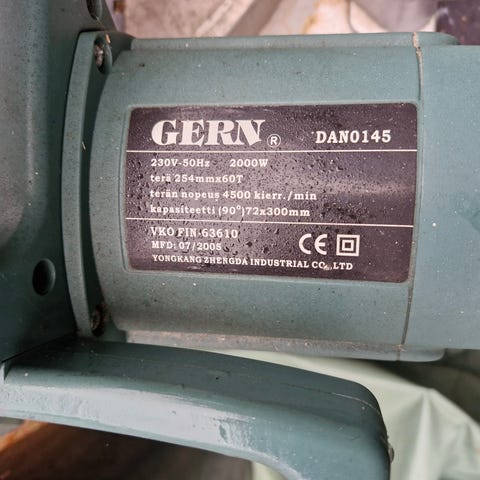 GERN ® DAN0145
230V-50Hz 2000W
terä 254mmx60T
terän nopeus 4500 kierr./min
kapasiteetti (90°)72x300mm
VKO FIN-63610
MFD: 07/2005
CE
YONGKANG ZHENGDA INDUSTRIAL CO., LTD